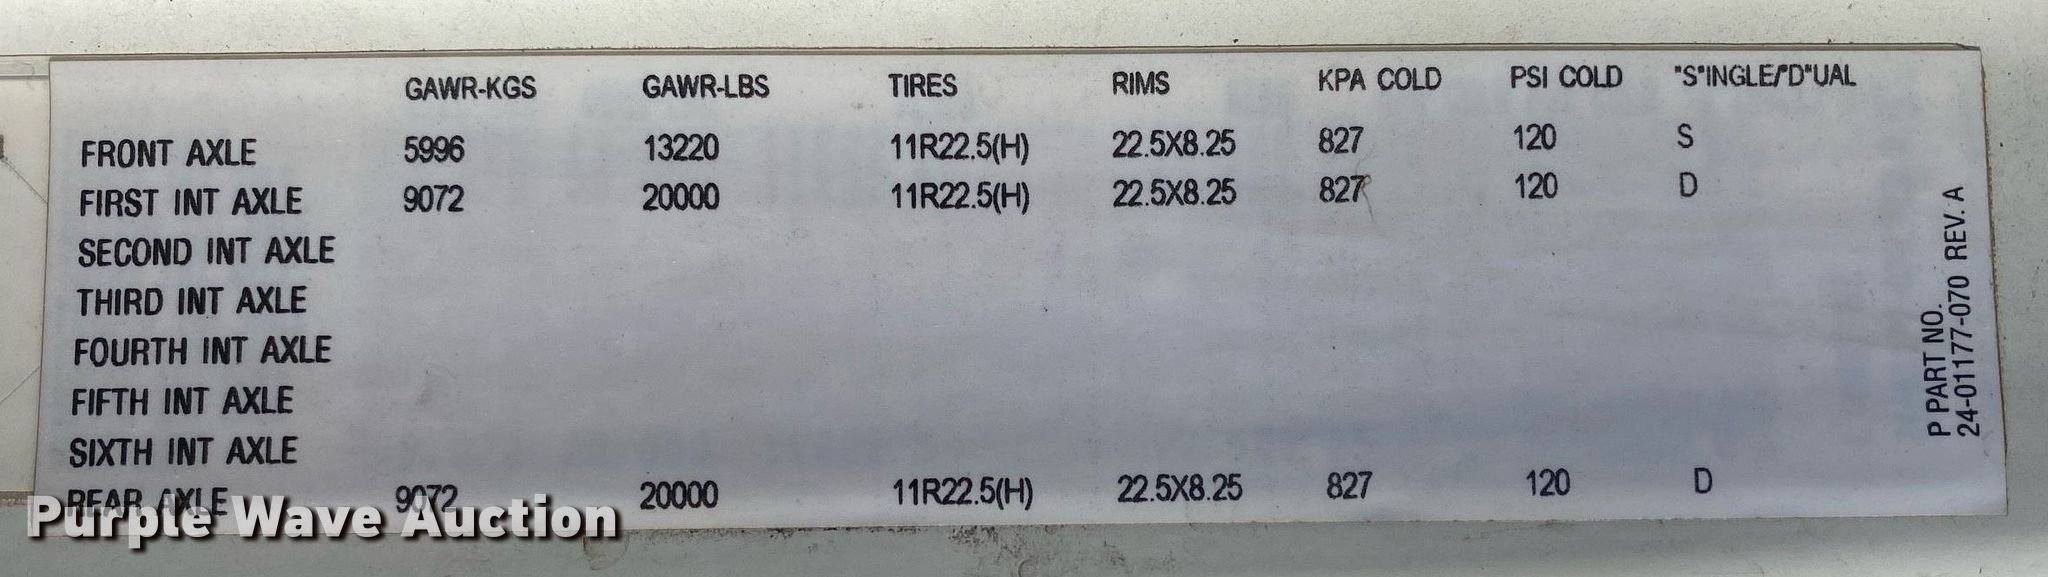 GAWR-KGS GAWR-LBS TIRES RIMS KPA COLD PSI COLD "S"INGLE/"D"UAL
FRONT AXLE 5996 13220 11R22.5(H) 22.5X8.25 827 120 S
FIRST INT AXLE 9072 20000 11R22.5(H) 22.5X8.25 827 120 D
SECOND INT AXLE
THIRD INT AXLE
FOURTH INT AXLE
FIFTH INT AXLE
SIXTH INT AXLE
REAR AXLE 9072 20000 11R22.5(H) 22.5X8.25 827 120 D
P PART NO.
24-01177-070 REV. A
Purple Wave Auction